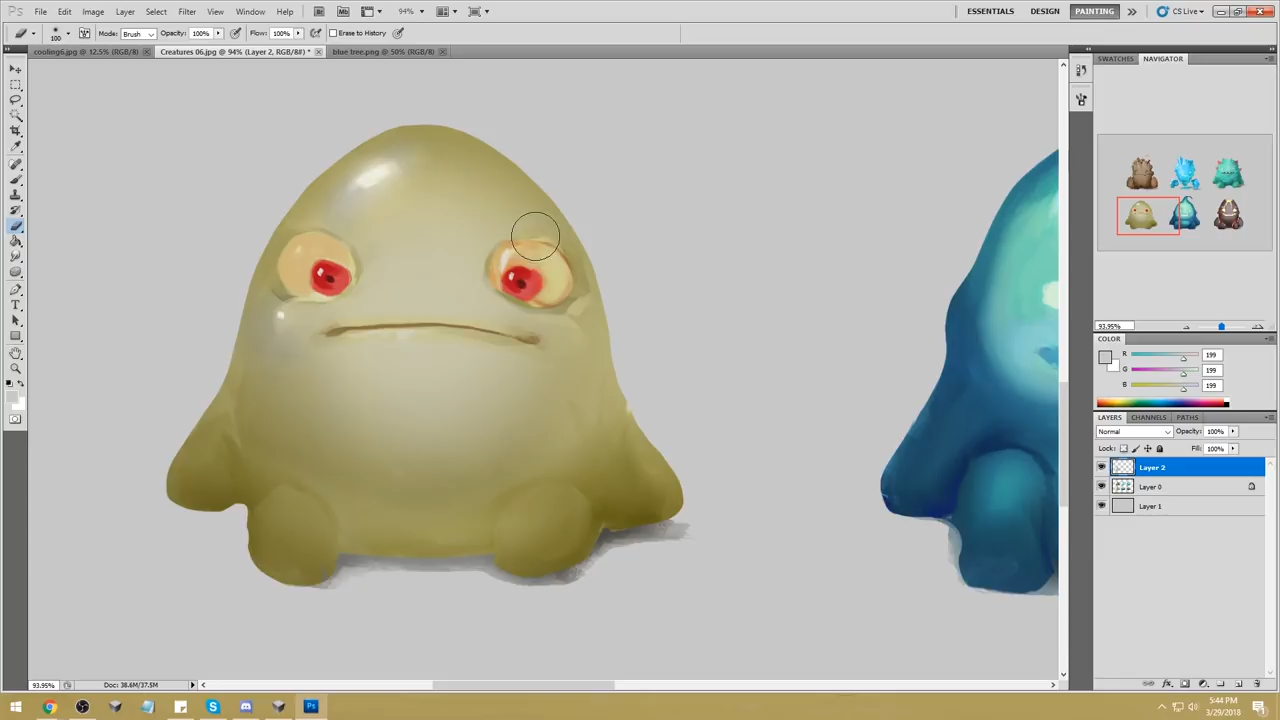 Ps File Edit Image Layer Select Filter View Window Help Br Mb 94% ESSENTIALS DESIGN PAINTING CS Live
100 Mode: Brush Opacity: 100% Flow: 100% Erase to History
cooling6.jpg @ 12.5% (RGB/8) Creatures 06.jpg @ 94% (Layer 2, RGB/8#) * blue tree.png @ 50% (RGB/8)
SWATCHES NAVIGATOR
93.95%
COLOR
R 199
G 199
B 199
LAYERS CHANNELS PATHS
Normal Opacity: 100%
Lock: Fill: 100%
Layer 2
Layer 0
Layer 1
93.95% Doc: 38.6M/37.5M
5:44 PM
3/29/2018